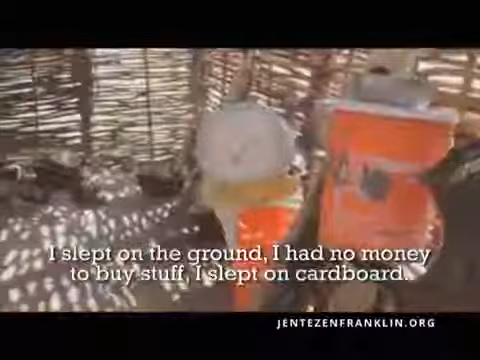 I slept on the ground, I had no money
to buy stuff, I slept on cardboard..
JENTEZENFRANKLIN.ORG